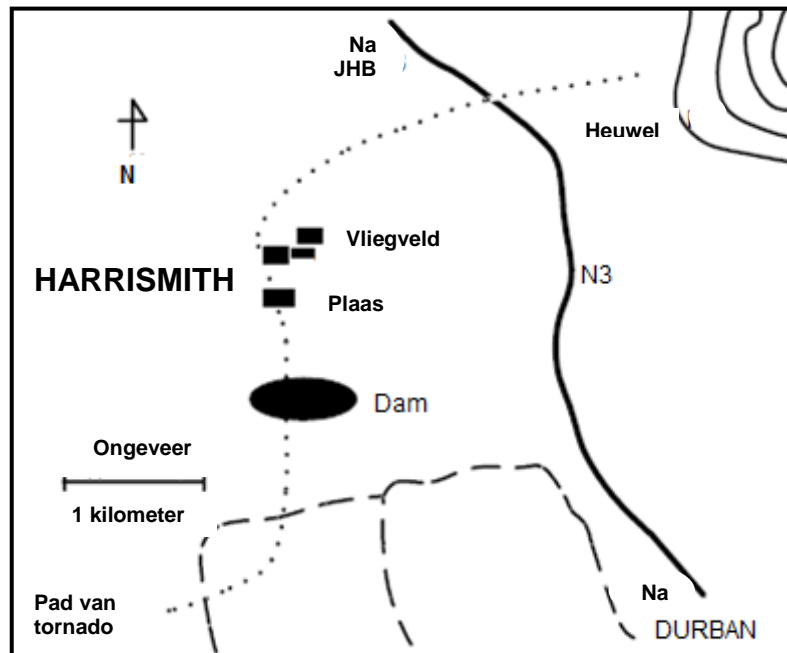 Na
JHB
Heuwel
N
Vliegveld
HARRISMITH
N3
Plaas
Dam
Ongeveer
1 kilometer
Pad van
tornado
Na
DURBAN